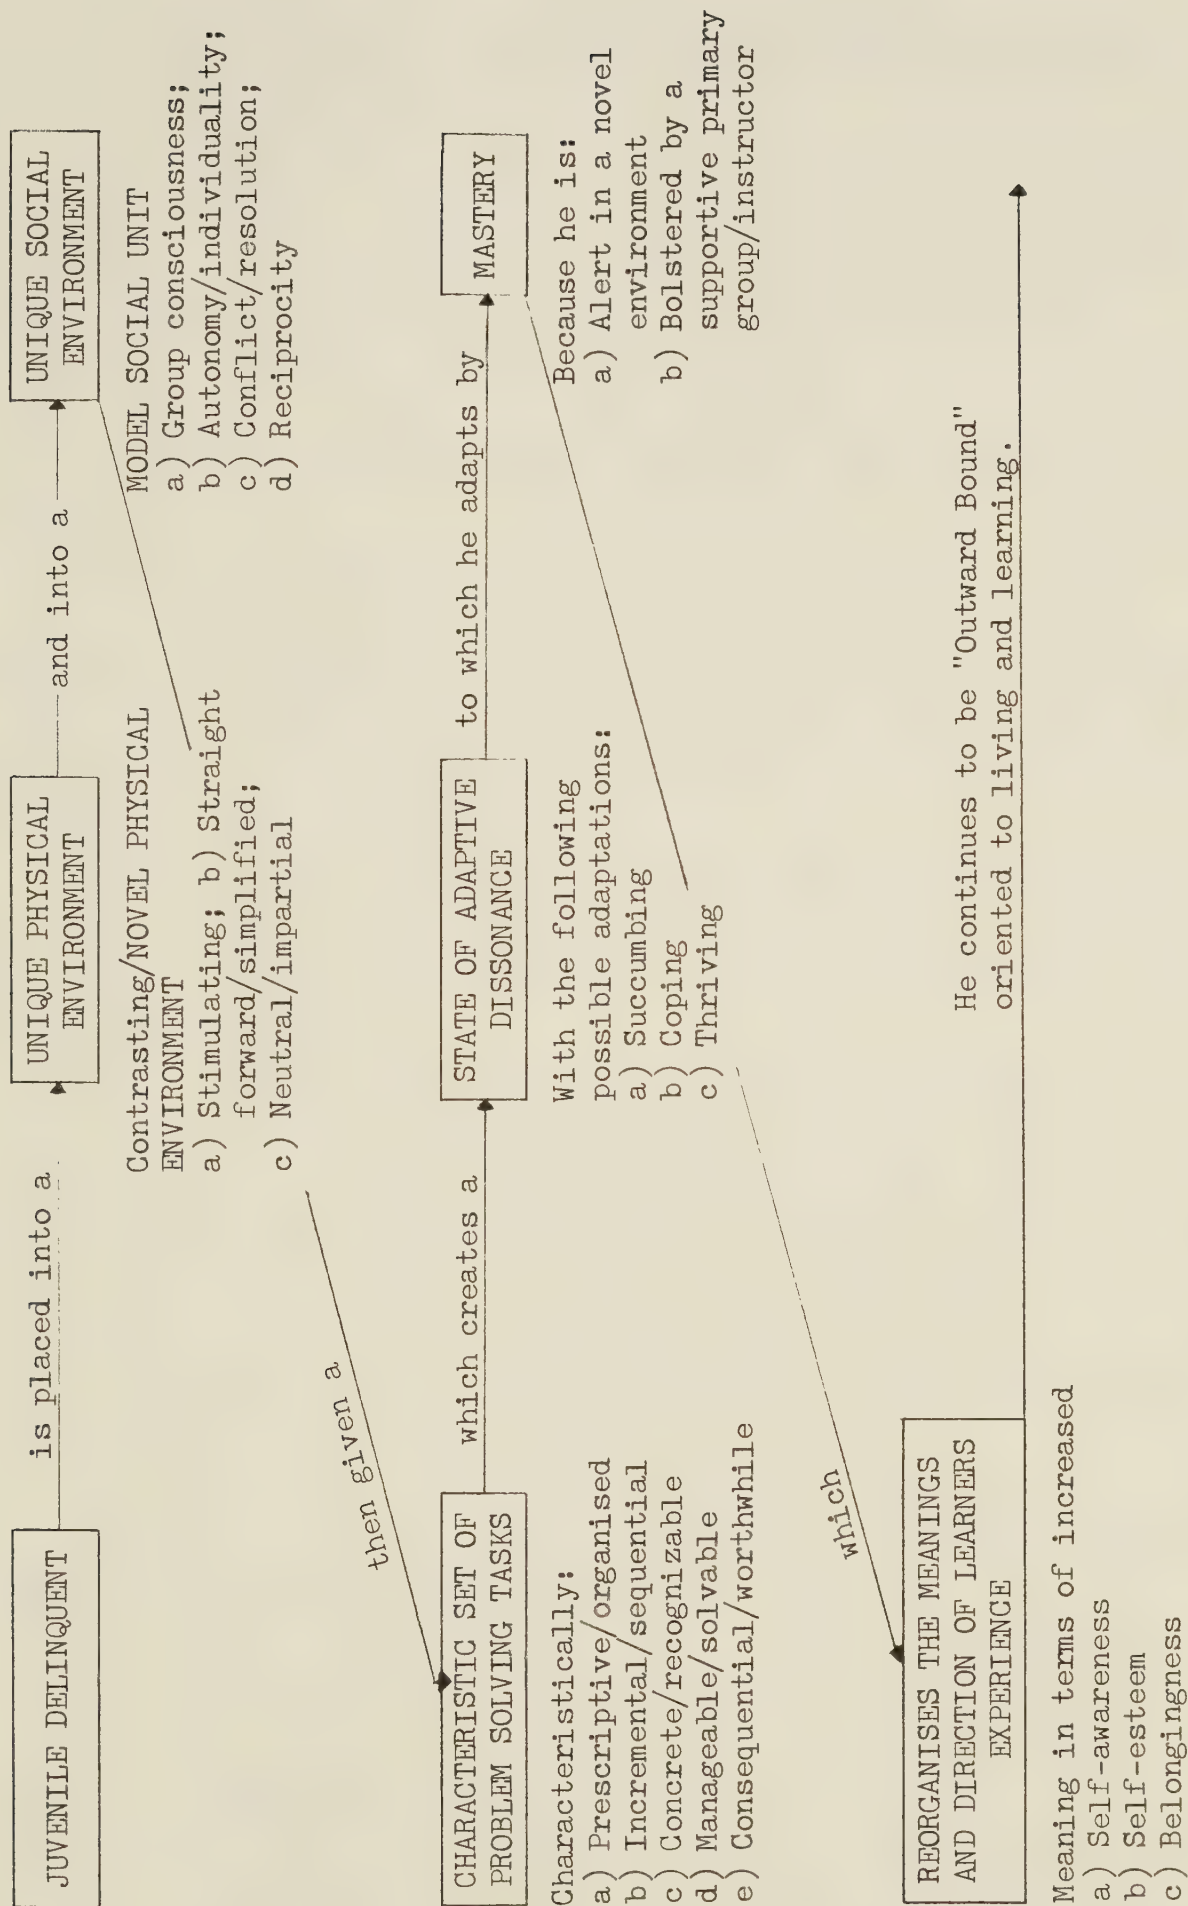 JUVENILE DELINQUENT
is placed into a
UNIQUE PHYSICAL
ENVIRONMENT
and into a
UNIQUE SOCIAL
ENVIRONMENT
Contrasting/NOVEL PHYSICAL
ENVIRONMENT
a) Stimulating; b) Straight
forward/simplified;
c) Neutral/impartial
MODEL SOCIAL UNIT
a) Group consciousness;
b) Autonomy/individuality;
c) Conflict/resolution;
d) Reciprocity
then given a
CHARACTERISTIC SET OF
PROBLEM SOLVING TASKS
which creates a
STATE OF ADAPTIVE
DISSONANCE
to which he adapts by
MASTERY
Characteristically:
a) Prescriptive/organised
b) Incremental/sequential
c) Concrete/recognizable
d) Manageable/solvable
e) Consequential/worthwhile
With the following
possible adaptations:
a) Succumbing
b) Coping
c) Thriving
Because he is:
a) Alert in a novel
environment
b) Bolstered by a
supportive primary
group/instructor
which
REORGANISES THE MEANINGS
AND DIRECTION OF LEARNERS
EXPERIENCE
He continues to be "Outward Bound"
oriented to living and learning.
Meaning in terms of increased
a) Self-awareness
b) Self-esteem
c) Belongingness